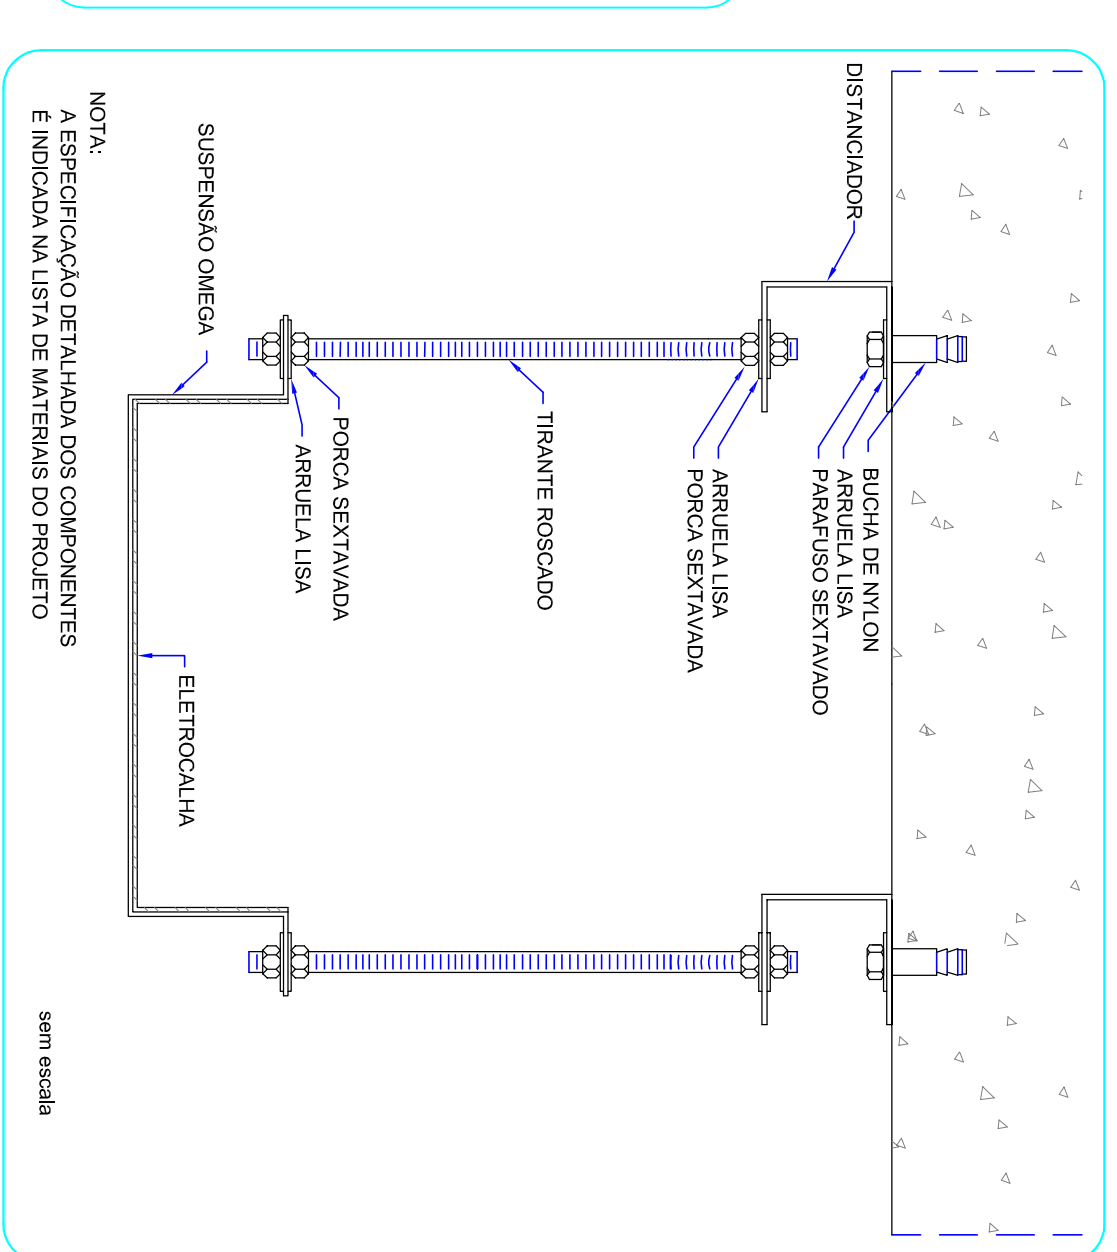 DISTANCIADOR
BUCHA DE NYLON
ARRUELA LISA
PARAFUSO SEXTAVADO
ARRUELA LISA
PORCA SEXTAVADA
TIRANTE ROSCADO
PORCA SEXTAVADA
ARRUELA LISA
SUSPENSÃO OMEGA
ELETROCALHA
NOTA:
A ESPECIFICAÇÃO DETALHADA DOS COMPONENTES
É INDICADA NA LISTA DE MATERIAIS DO PROJETO
sem escala